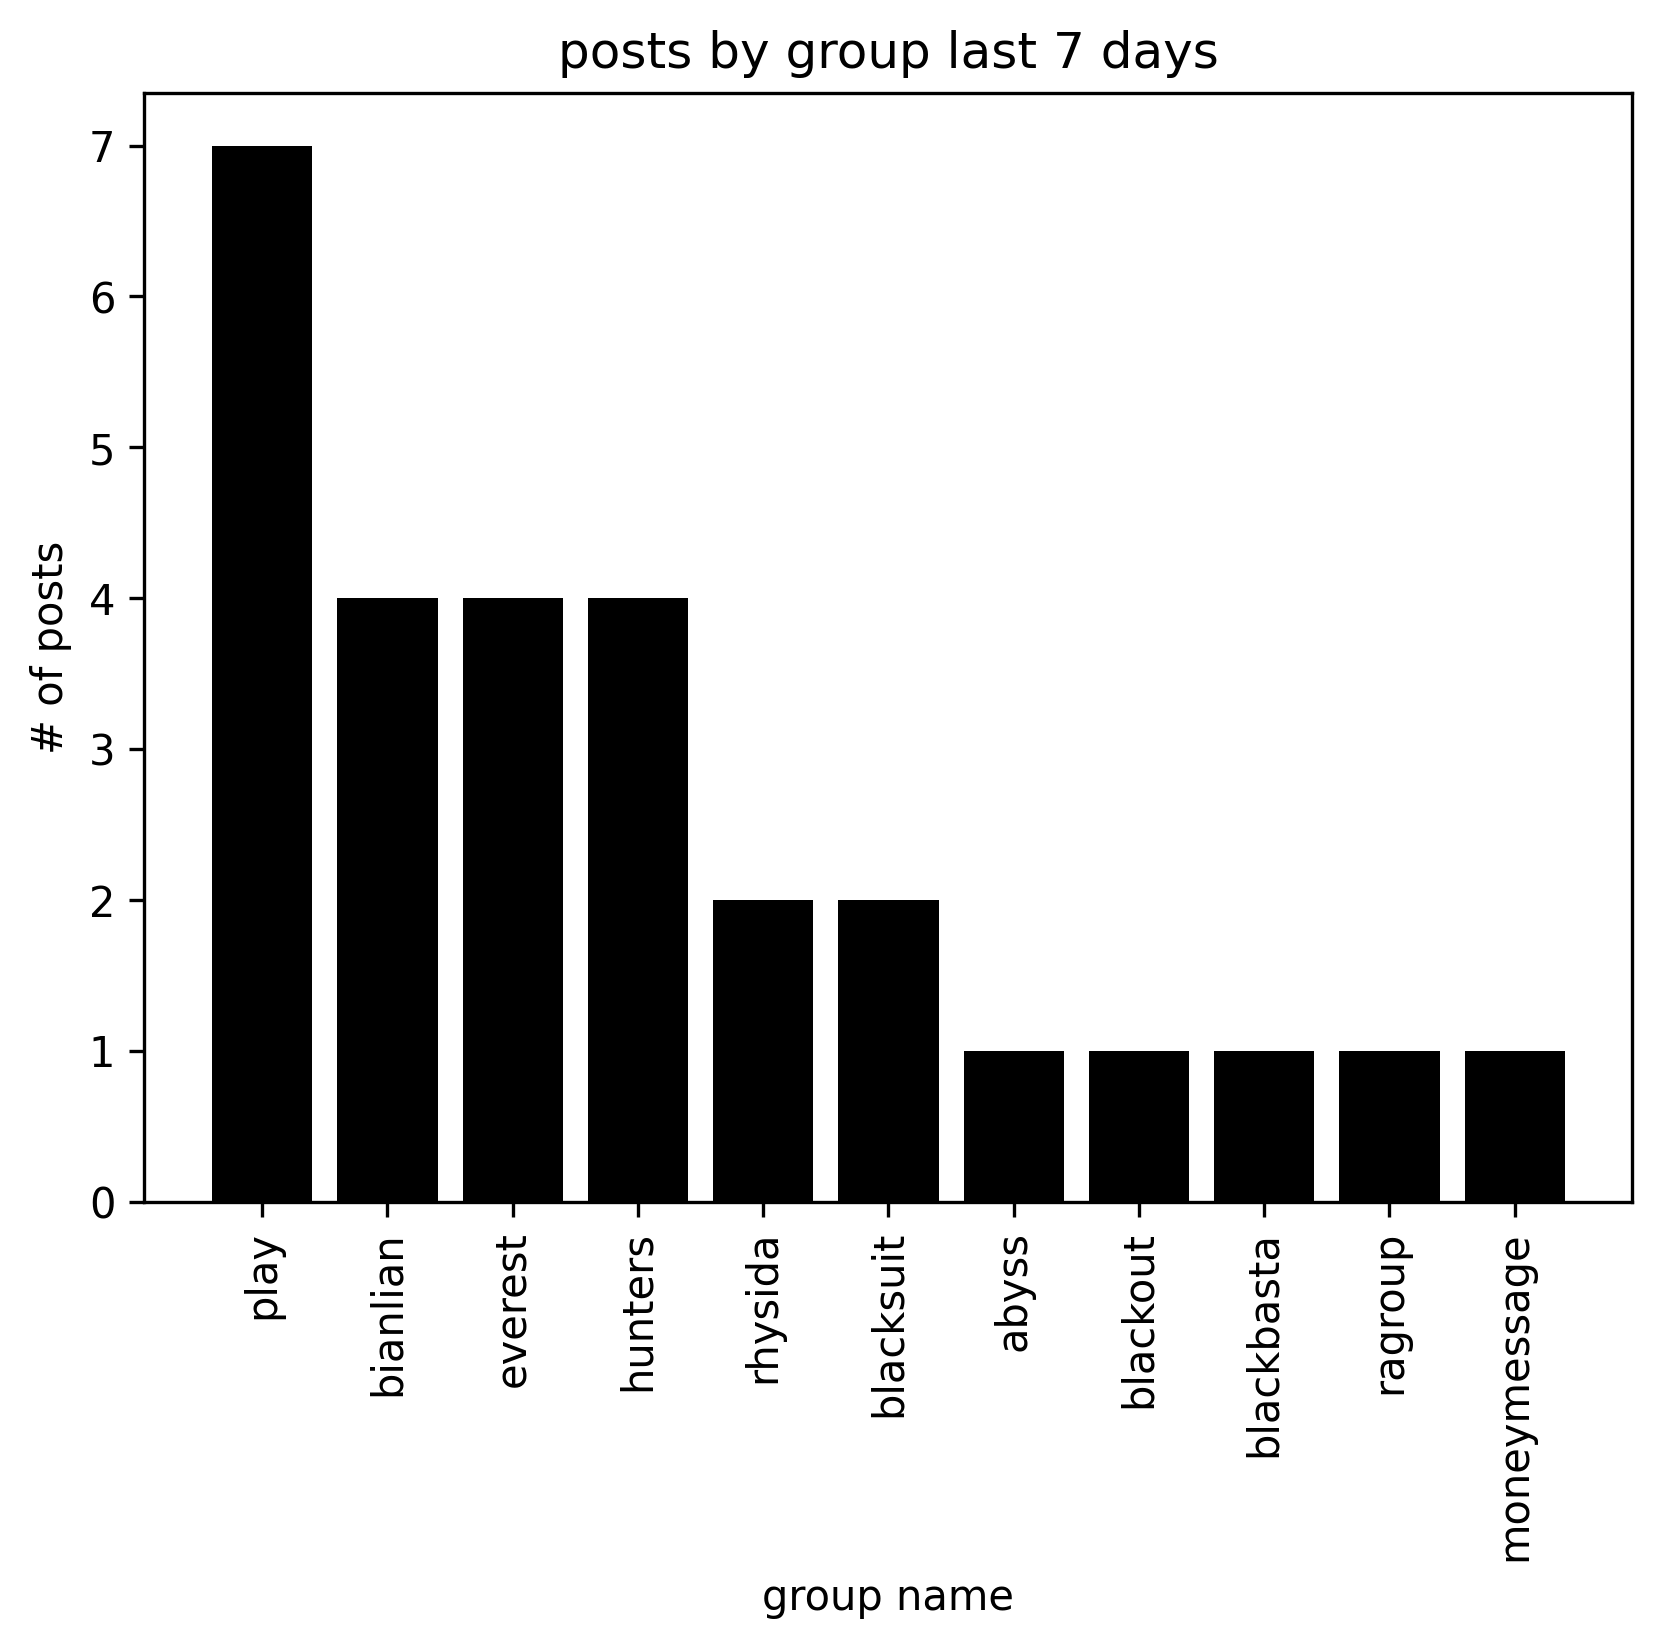 posts by group last 7 days
# of posts
7
6
5
4
3
2
1
0
play
bianlian
everest
hunters
rhysida
blacksuit
abyss
blackout
blackbasta
ragroup
moneymessage
group name